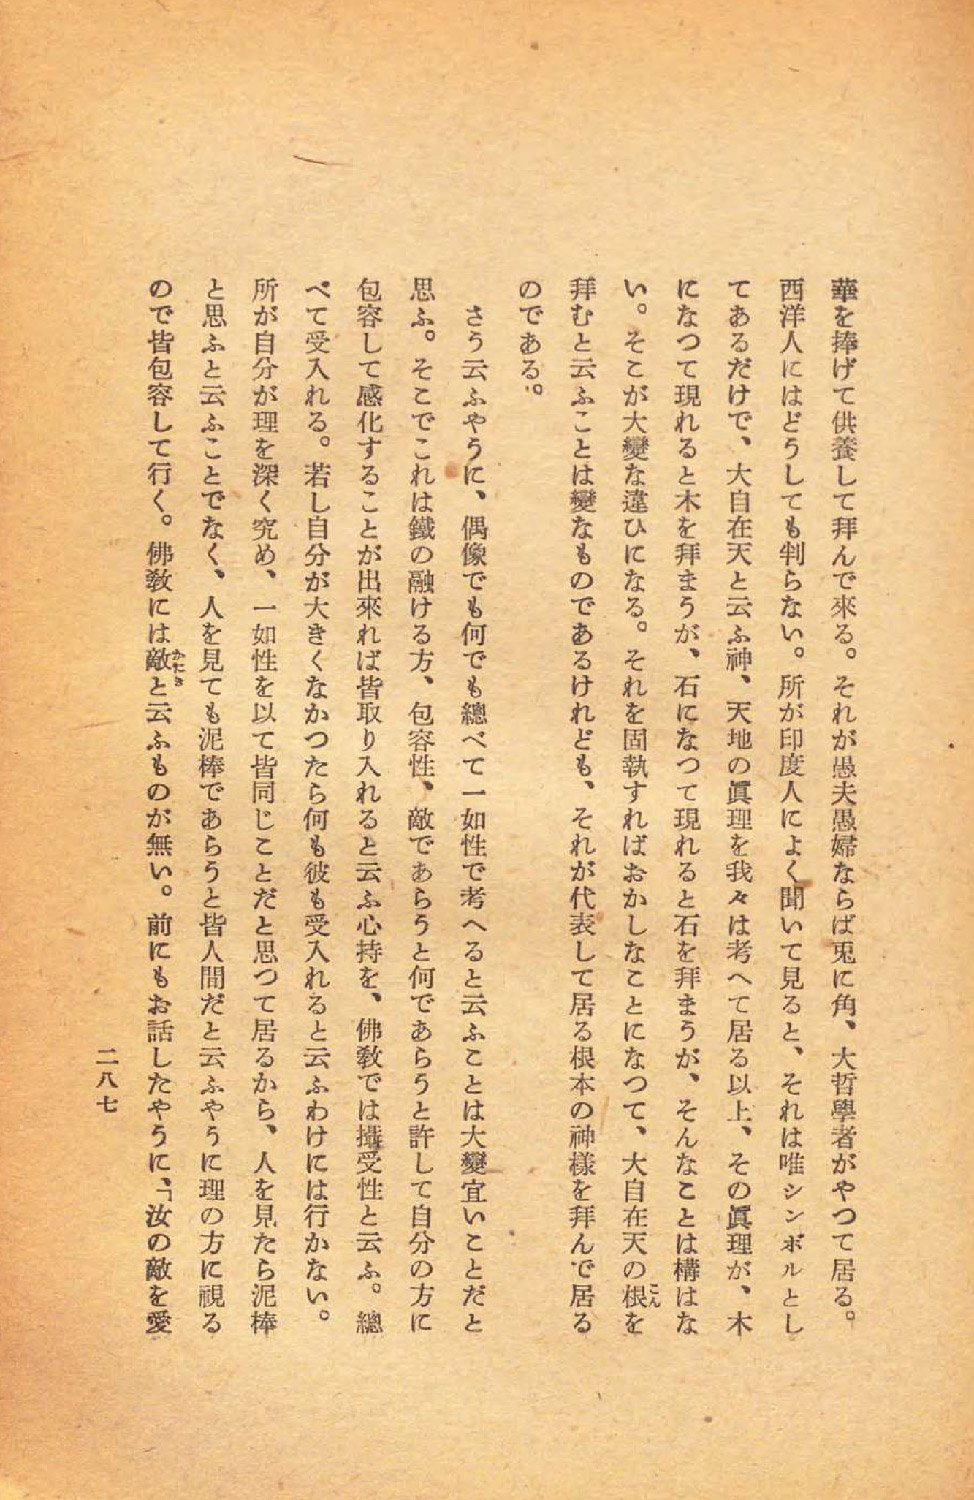 華を捧げて供養して拜んで來る。それが愚夫愚婦ならば兎に角、大哲學者がやつて居る。
西洋人にはどうしても判らない。所が印度人によく聞いて見ると、それは唯シンボルとし
てあるだけで、大自在天と云ふ神、天地の眞理を我々は考へて居る以上、その眞理が、木
になつて現れると木を拜まうが、石になつて現れると石を拜まうが、そんなことは構はな
い。そこが大變な違ひになる。それを固執すればおかしなことになつて、大自在天の根を
こん
拜むと云ふことは變なものであるけれども、それが代表して居る根本の神樣を拜んで居る
のである。
さう云ふやうに、偶像でも何でも總べて一如性で考へると云ふことは大變宜いことだと
思ふ。そこでこれは鐵の融ける方、包容性、敵であらうと何であらうと許して自分の方に
包容して感化することが出來れば皆取り入れると云ふ心持を、佛敎では攝受性と云ふ。總
べて受入れる。若し自分が大きくなかつたら何も彼も受入れると云ふわけには行かない。
所が自分が理を深く究め、一如性を以て皆同じことだと思つて居るから、人を見たら泥棒
と思ふと云ふことでなく、人を見ても泥棒であらうと皆人間だと云ふやうに理の方に視る
ので皆包容して行く。佛敎には敵と云ふものが無い。前にもお話したやうに、「汝の敵を愛
かたき
二八七